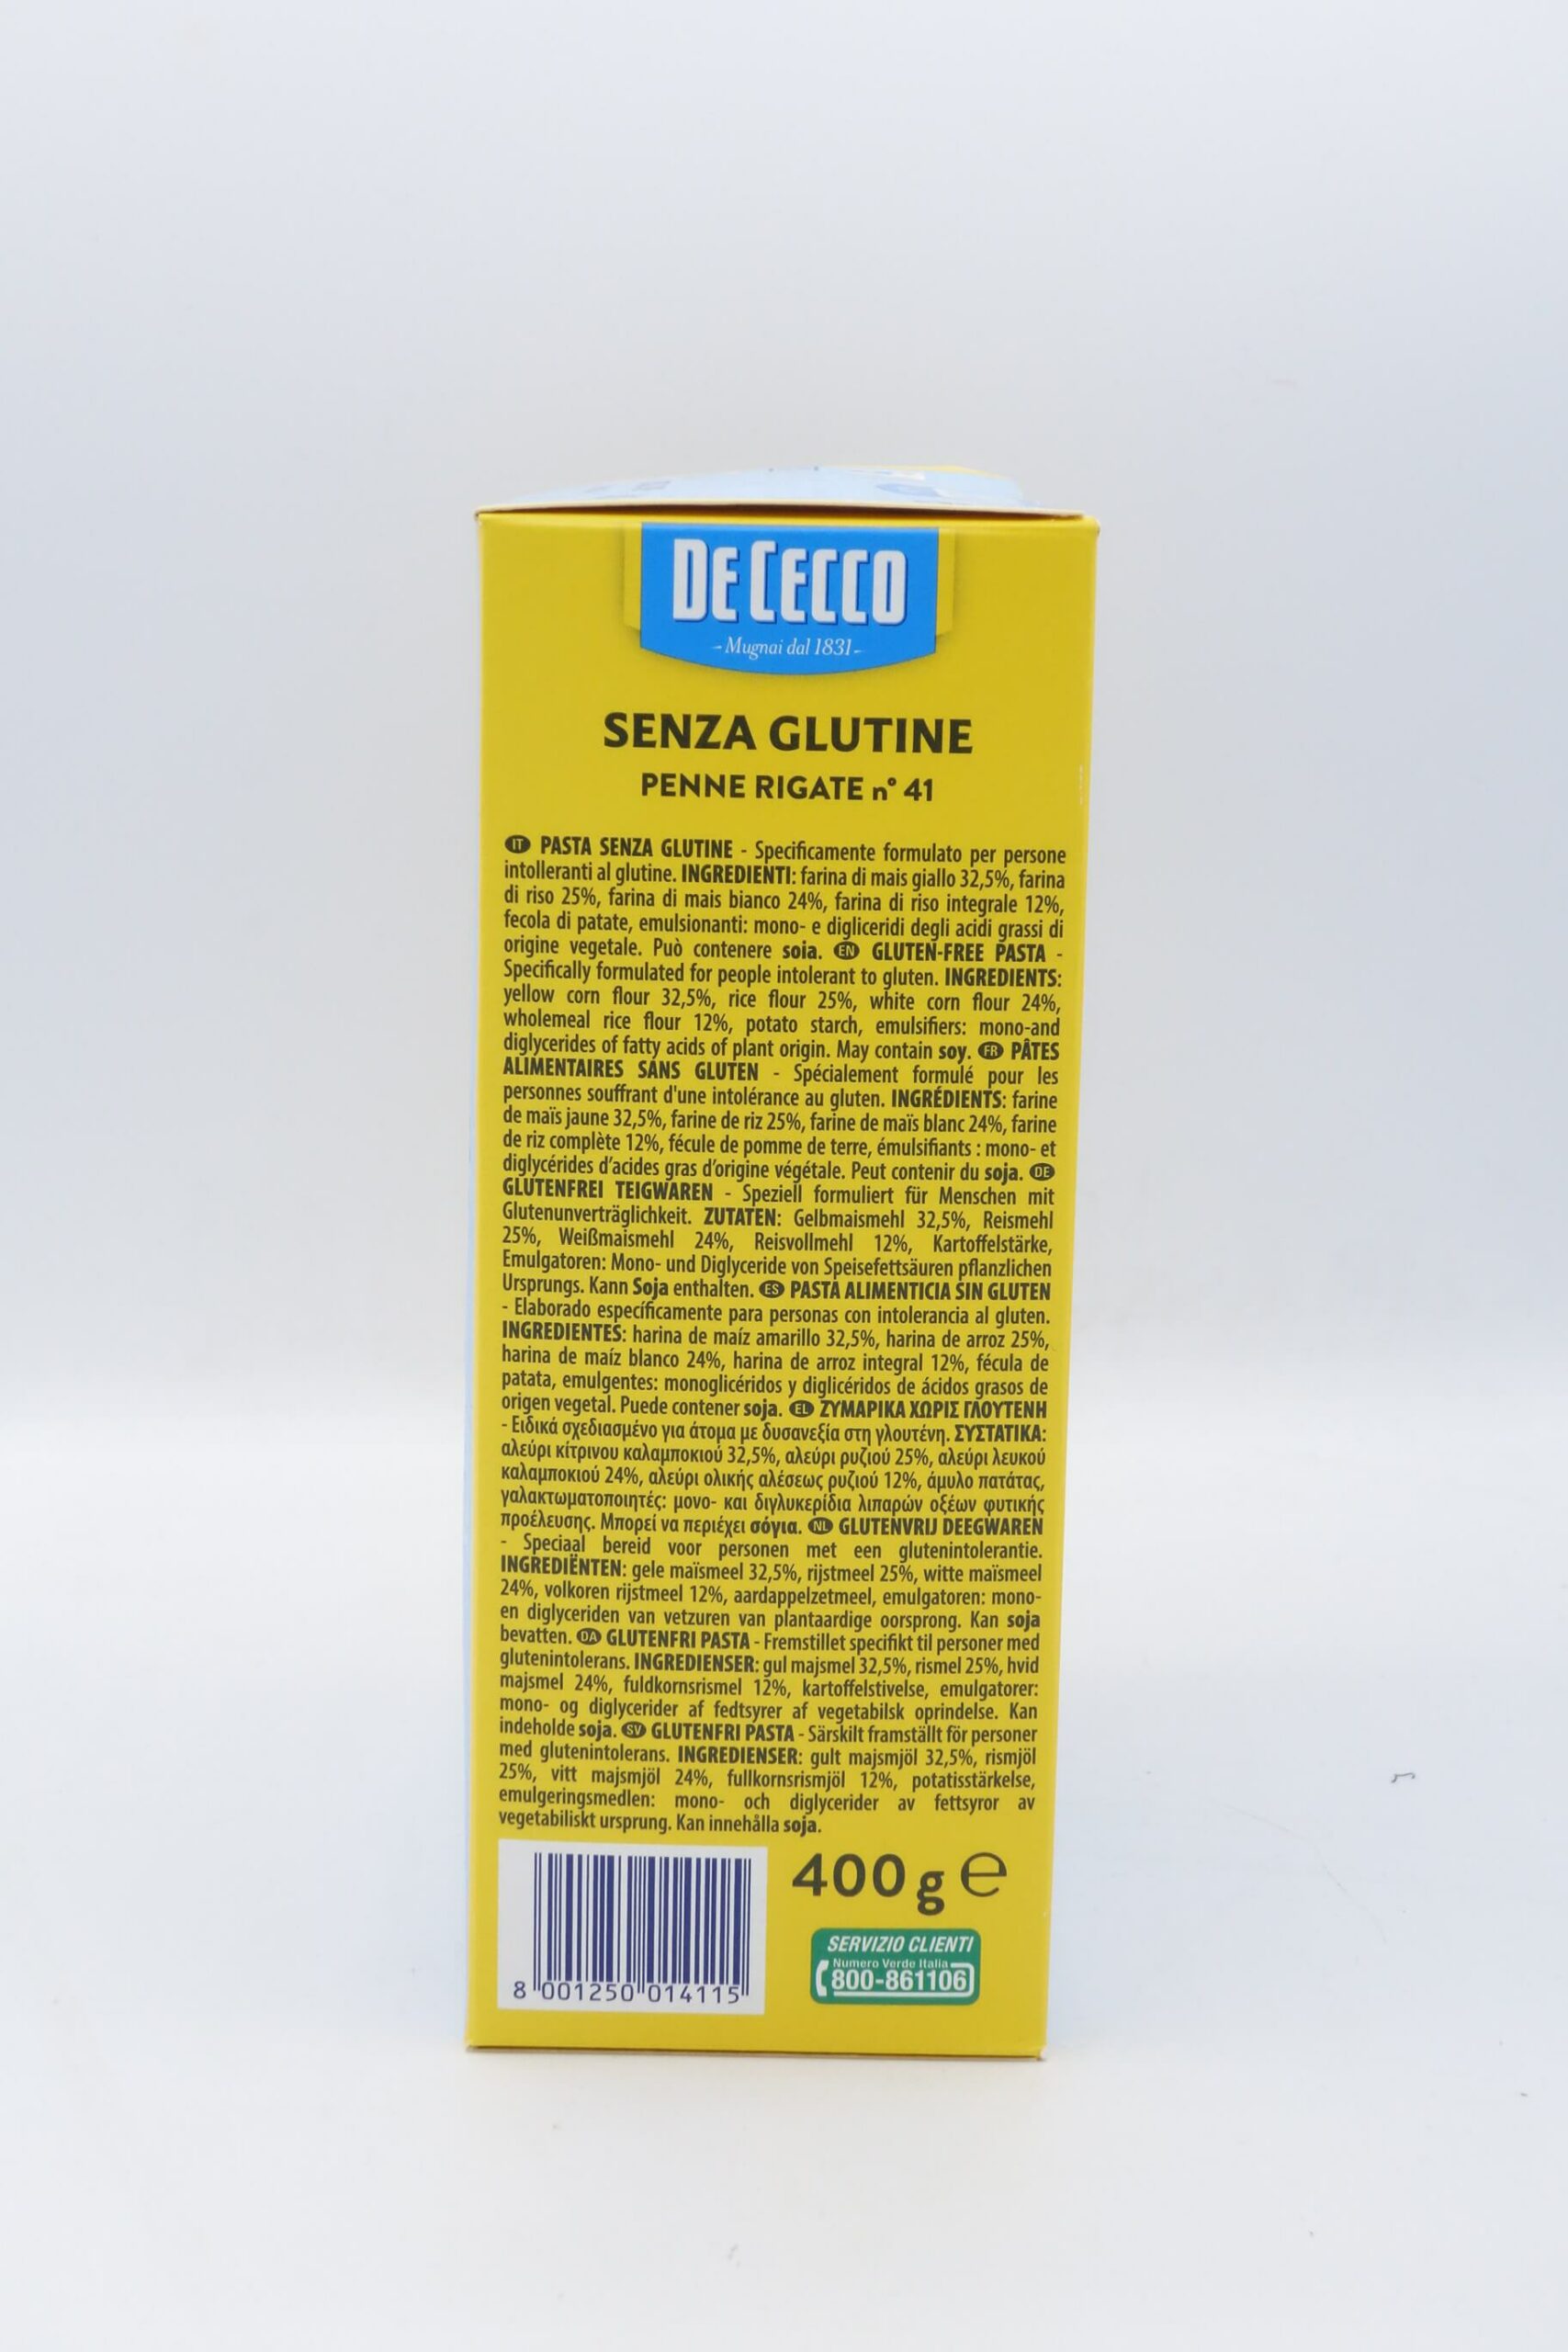 DE CECCO
- Mugnai dal 1831 -
SENZA GLUTINE
PENNE RIGATE n° 41
IT PASTA SENZA GLUTINE - Specificamente formulato per persone
intolleranti al glutine. INGREDIENTI: farina di mais giallo 32,5%, farina
di riso 25%, farina di mais bianco 24%, farina di riso integrale 12%,
fecola di patate, emulsionanti: mono- e digliceridi degli acidi grassi di
origine vegetale. Può contenere soia. EN GLUTEN-FREE PASTA -
Specifically formulated for people intolerant to gluten. INGREDIENTS:
yellow corn flour 32,5%, rice flour 25%, white corn flour 24%,
wholemeal rice flour 12%, potato starch, emulsifiers: mono-and
diglycerides of fatty acids of plant origin. May contain soy. FR PÂTES
ALIMENTAIRES SANS GLUTEN - Spécialement formulé pour les
personnes souffrant d'une intolérance au gluten. INGRÉDIENTS: farine
de maïs jaune 32,5%, farine de riz 25%, farine de maïs blanc 24%, farine
de riz complète 12%, fécule de pomme de terre, émulsifiants : mono- et
diglycérides d’acides gras d’origine végétale. Peut contenir du soja. DE
GLUTENFREI TEIGWAREN - Speziell formuliert für Menschen mit
Glutenunverträglichkeit. ZUTATEN: Gelbmaismehl 32,5%, Reismehl
25%, Weißmaismehl 24%, Reisvollmehl 12%, Kartoffelstärke,
Emulgatoren: Mono- und Diglyceride von Speisefettsäuren pflanzlichen
Ursprungs. Kann Soja enthalten. ES PASTA ALIMENTICIA SIN GLUTEN
- Elaborado específicamente para personas con intolerancia al gluten.
INGREDIENTES: harina de maíz amarillo 32,5%, harina de arroz 25%,
harina de maíz blanco 24%, harina de arroz integral 12%, fécula de
patata, emulgentes: monoglicéridos y diglicéridos de ácidos grasos de
origen vegetal. Puede contener soja. EL ΖΥΜΑΡΙΚΑ ΧΩΡΙΣ ΓΛΟΥΤΕΝΗ
- Ειδικά σχεδιασμένο για άτομα με δυσανεξία στη γλουτένη. ΣΥΣΤΑΤΙΚΑ:
αλεύρι κίτρινου καλαμποκιού 32,5%, αλεύρι ρυζιού 25%, αλεύρι λευκού
καλαμποκιού 24%, αλεύρι ολικής αλέσεως ρυζιού 12%, άμυλο πατάτας,
γαλακτωματοποιητές: μονο- και διγλυκερίδια λιπαρών οξέων φυτικής
προέλευσης. Μπορεί να περιέχει σόγια. NL GLUTENVRIJ DEEGWAREN
- Speciaal bereid voor personen met een glutenintolerantie.
INGREDIËNTEN: gele maïsmeel 32,5%, rijstmeel 25%, witte maïsmeel
24%, volkoren rijstmeel 12%, aardappelzetmeel, emulgatoren: mono-
en diglyceriden van vetzuren van plantaardige oorsprong. Kan soja
bevatten. DA GLUTENFRI PASTA - Fremstillet specifikt til personer med
glutenintolerans. INGREDIENSER: gul majsmel 32,5%, rismel 25%, hvid
majsmel 24%, fuldkornsrismel 12%, kartoffelstivelse, emulgatorer:
mono- og diglycerider af fedtsyrer af vegetabilsk oprindelse. Kan
indeholde soja. SV GLUTENFRI PASTA - Särskilt framställt för personer
med glutenintolerans. INGREDIENSER: gult majsmjöl 32,5%, rismjöl
25%, vitt majsmjöl 24%, fullkornsrismjöl 12%, potatisstärkelse,
emulgeringsmedlen: mono- och diglycerider av fettsyror av
vegetabiliskt ursprung. Kan innehålla soja.
400 g e
SERVIZIO CLIENTI
Numero Verde Italia
800-861106
8 001250 014115